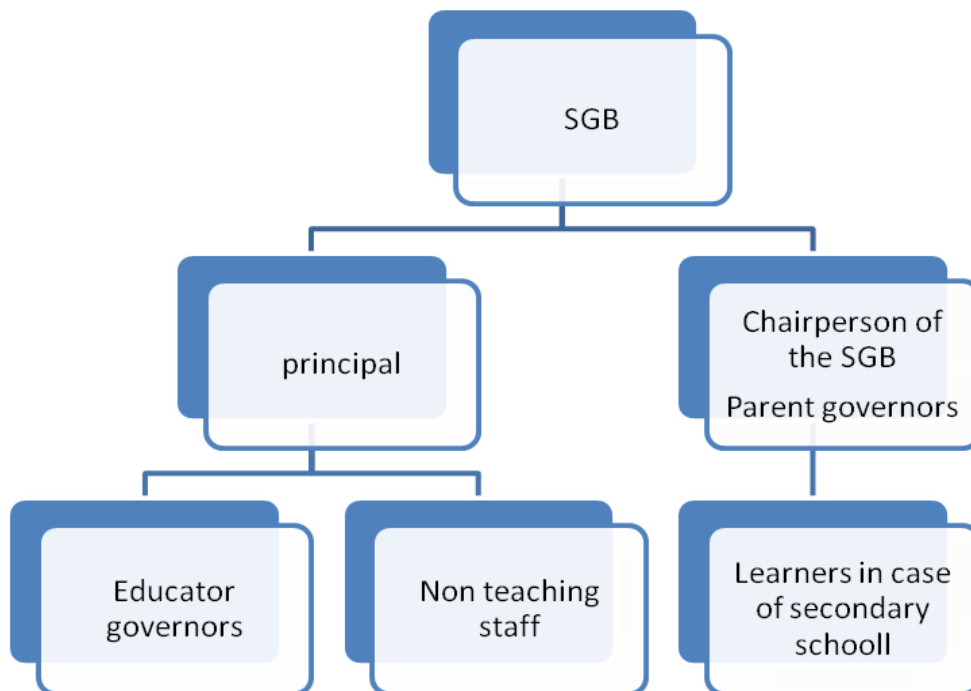 SGB
principal
Chairperson of
the SGB
Parent governors
Educator
governors
Non teaching
staff
Learners in case
of secondary
schooll